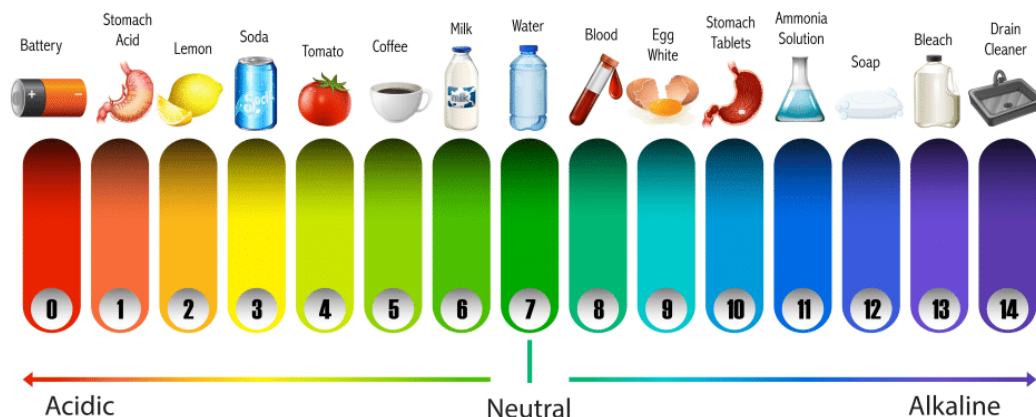 Battery
Stomach
Acid
Lemon
Soda
Tomato
Coffee
Milk
Water
Blood
Egg
White
Stomach
Tablets
Ammonia
Solution
Soap
Bleach
Drain
Cleaner
+ −
Soda
milk
0 1 2 3 4 5 6 7 8 9 10 11 12 13 14
Acidic Neutral Alkaline